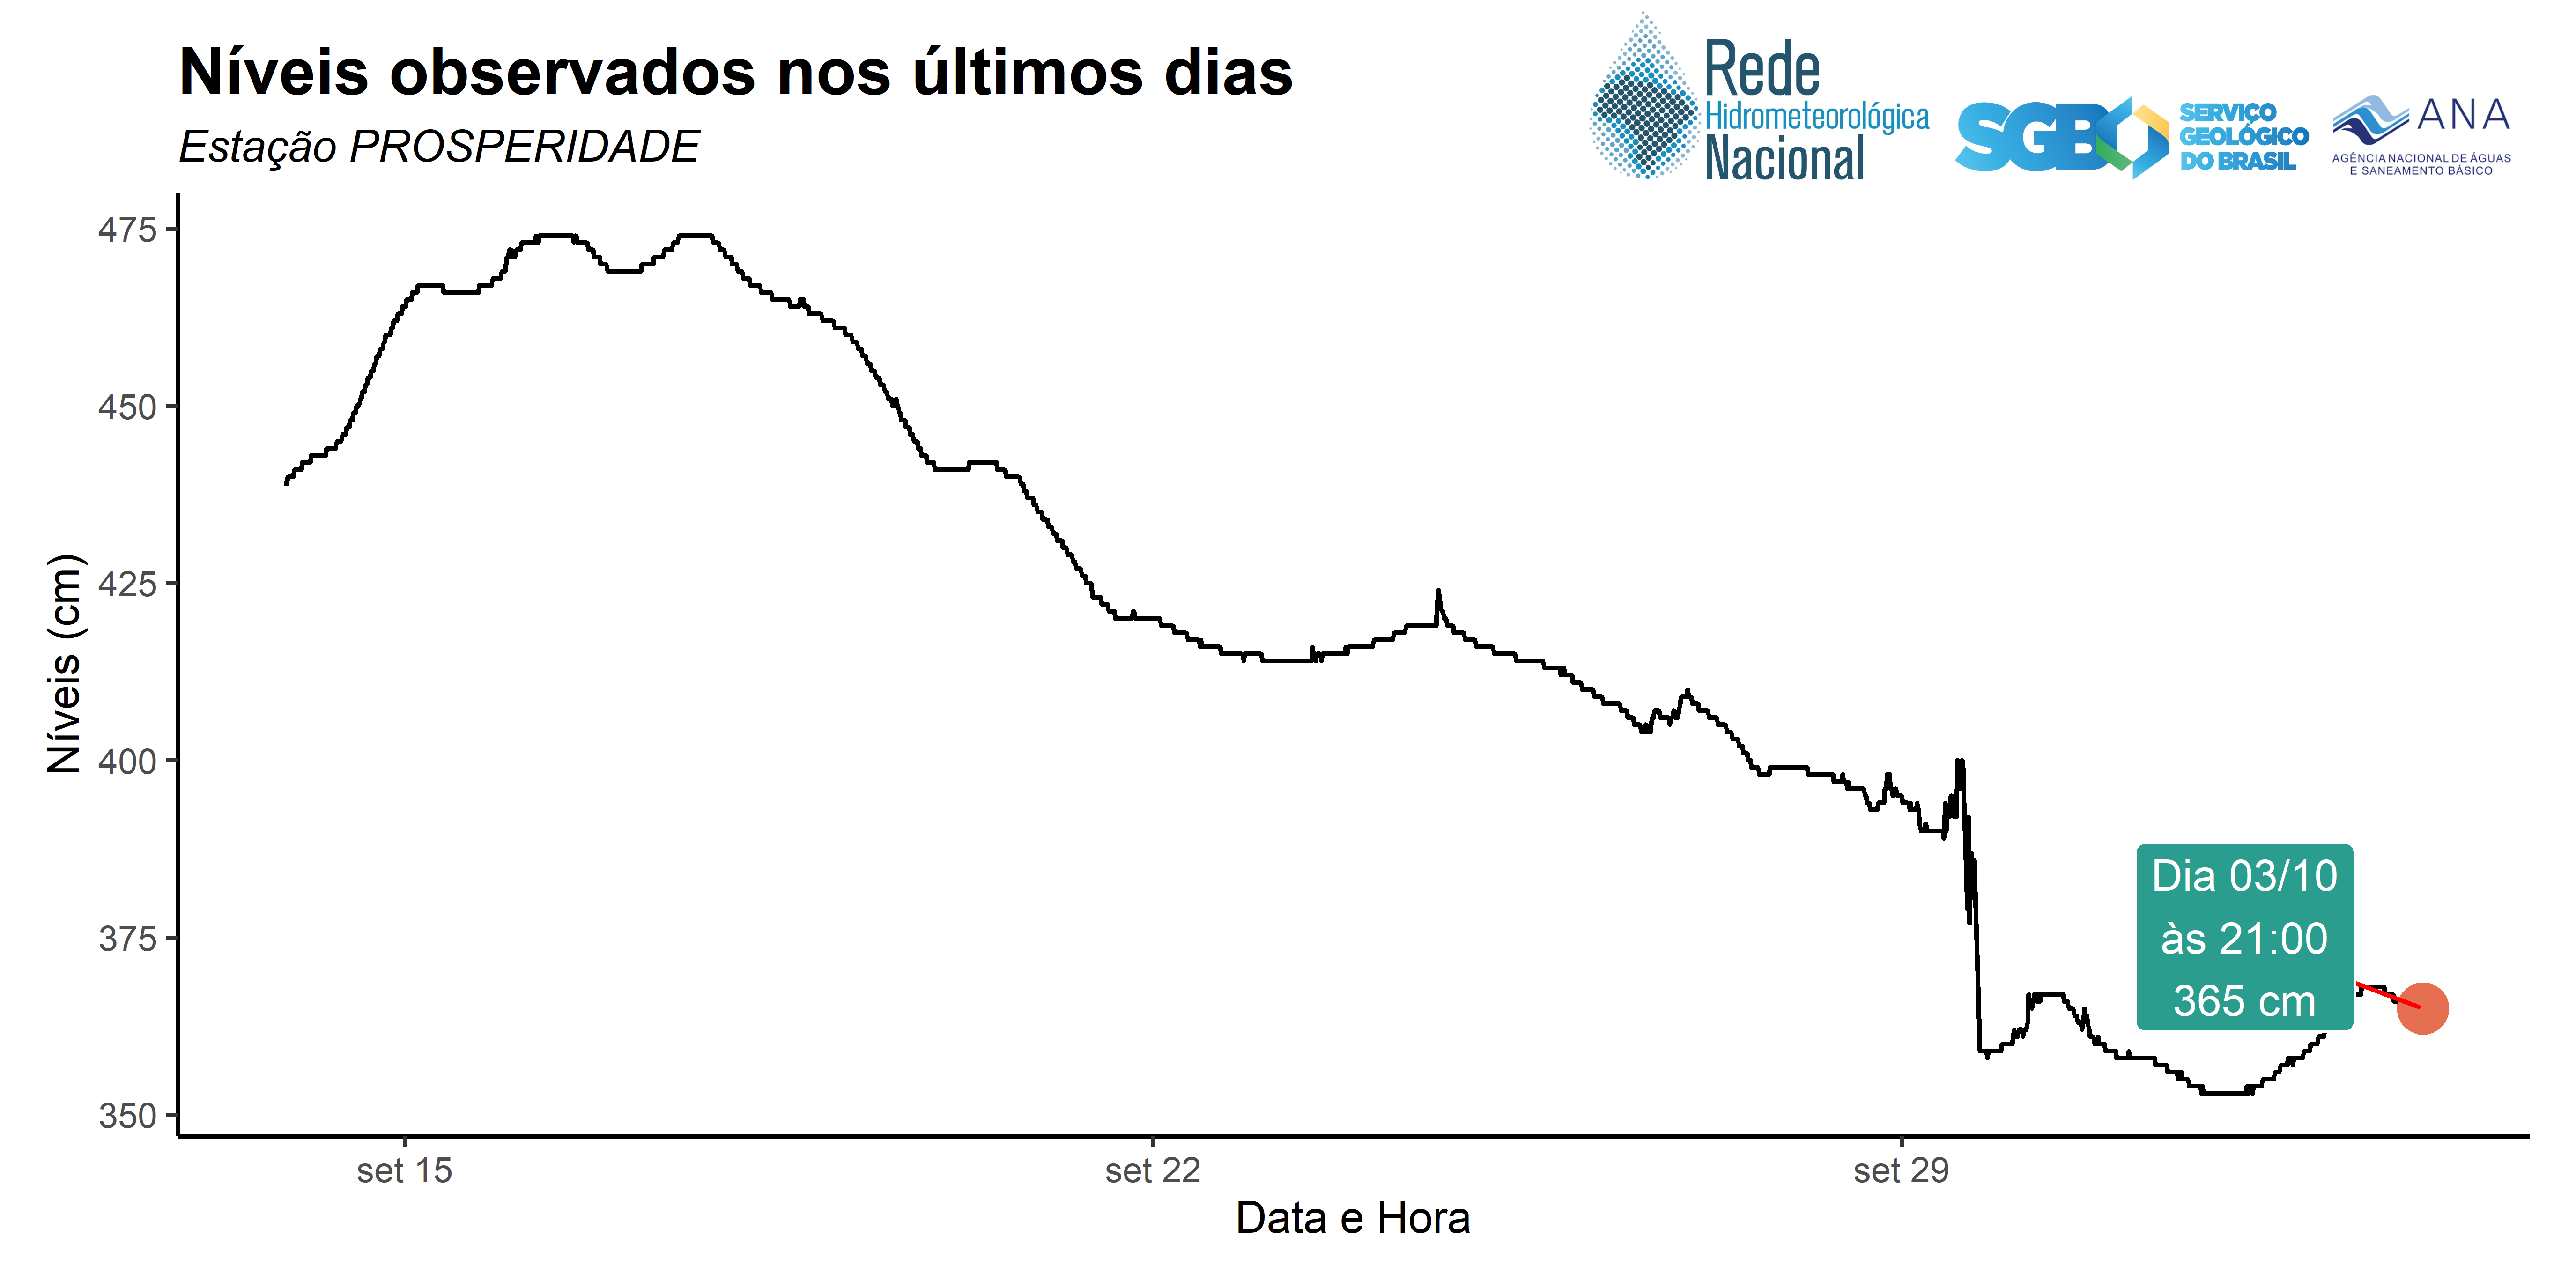 Níveis observados nos últimos dias
Estação PROSPERIDADE
Rede
Hidrometeorológica
Nacional
SGB
SERVIÇO
GEOLÓGICO
DO BRASIL
ANA
AGÊNCIA NACIONAL DE ÁGUAS
E SANEAMENTO BÁSICO
Níveis (cm)
475
450
425
400
375
350
Dia 03/10
às 21:00
365 cm
set 15
set 22
set 29
Data e Hora